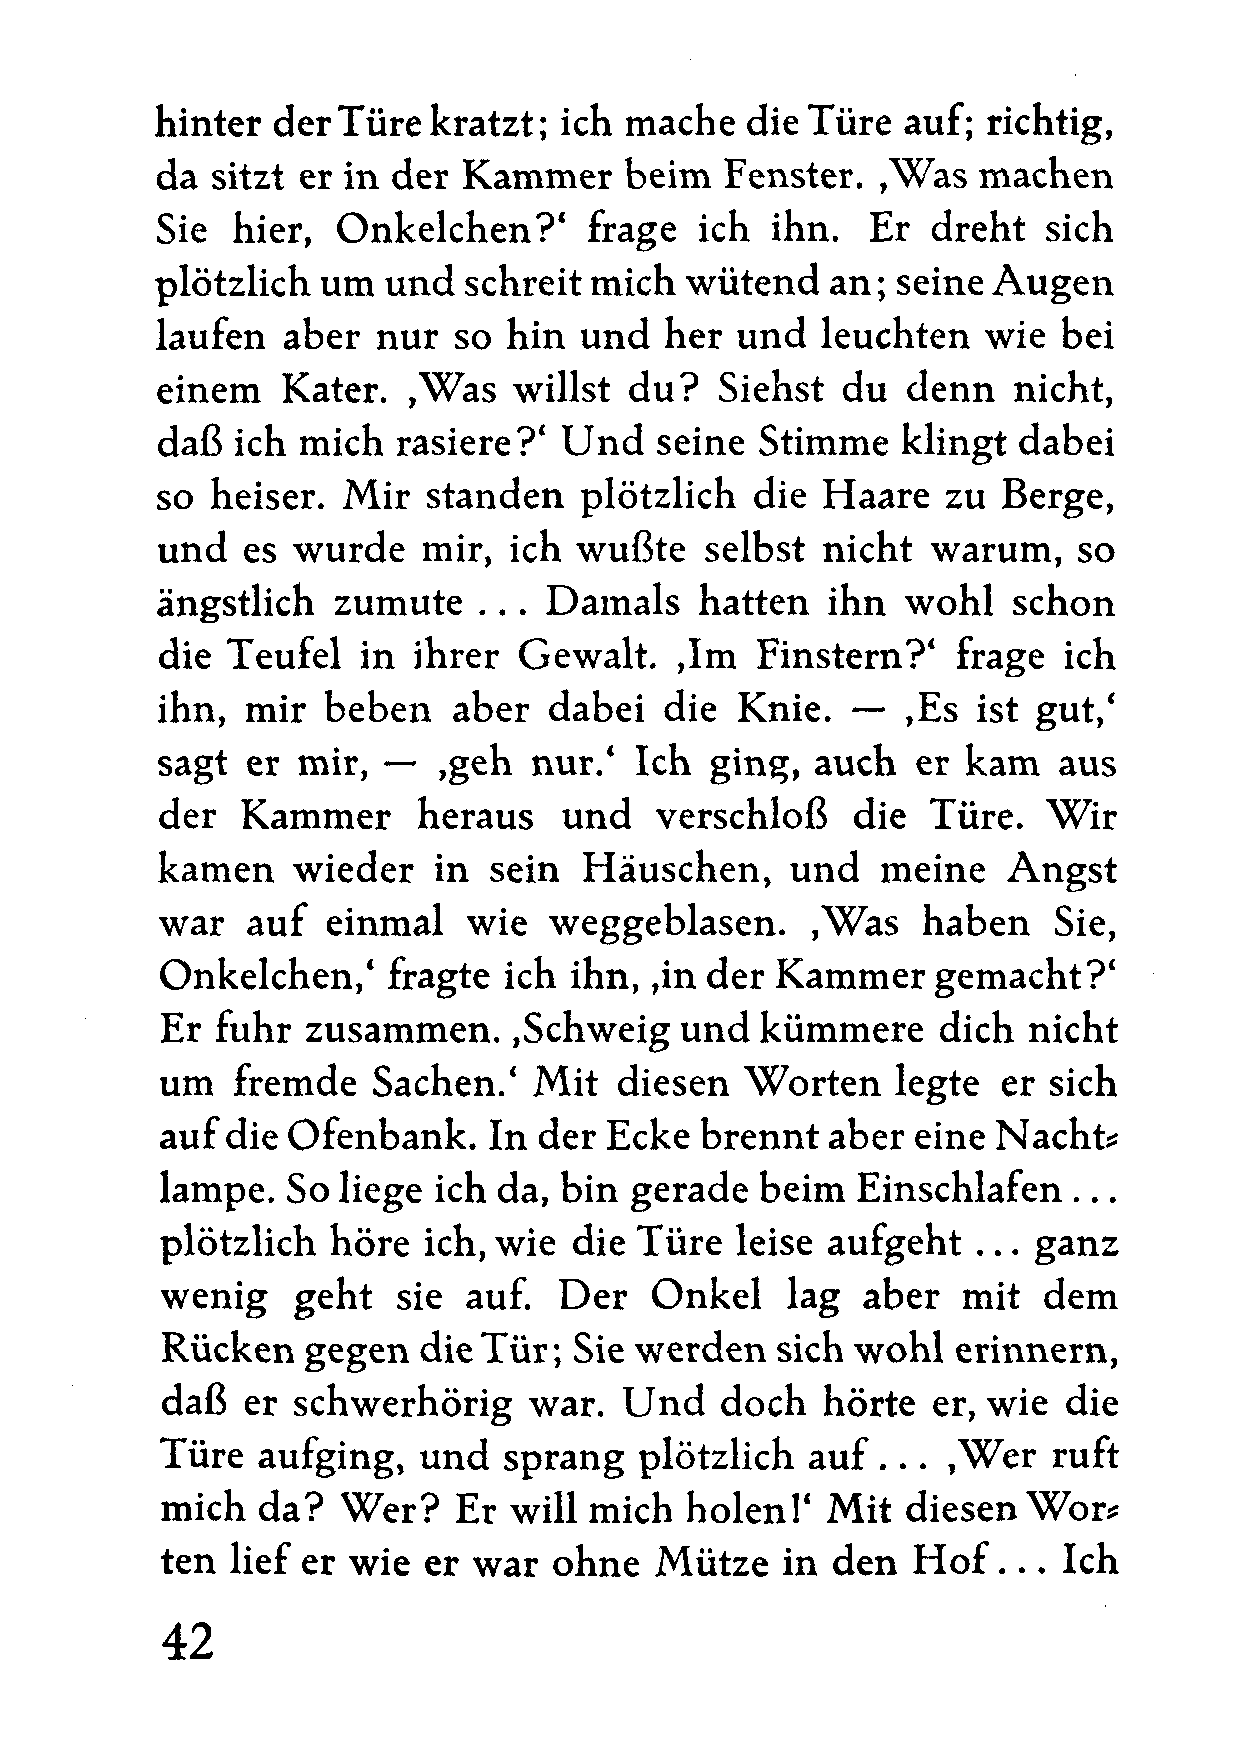 hinter der Türe kratzt; ich mache die Türe auf; richtig,
da sitzt er in der Kammer beim Fenster. ‚Was machen
Sie hier, Onkelchen?‘ frage ich ihn. Er dreht sich
plötzlich um und schreit mich wütend an; seine Augen
laufen aber nur so hin und her und leuchten wie bei
einem Kater. ‚Was willst du? Siehst du denn nicht,
daß ich mich rasiere?‘ Und seine Stimme klingt dabei
so heiser. Mir standen plötzlich die Haare zu Berge,
und es wurde mir, ich wußte selbst nicht warum, so
ängstlich zumute ... Damals hatten ihn wohl schon
die Teufel in ihrer Gewalt. ‚Im Finstern?‘ frage ich
ihn, mir beben aber dabei die Knie. — ‚Es ist gut,‘
sagt er mir, — ‚geh nur.‘ Ich ging, auch er kam aus
der Kammer heraus und verschloß die Türe. Wir
kamen wieder in sein Häuschen, und meine Angst
war auf einmal wie weggeblasen. ‚Was haben Sie,
Onkelchen,‘ fragte ich ihn, ‚in der Kammer gemacht?‘
Er fuhr zusammen. ‚Schweig und kümmere dich nicht
um fremde Sachen.‘ Mit diesen Worten legte er sich
auf die Ofenbank. In der Ecke brennt aber eine Nacht⸗
lampe. So liege ich da, bin gerade beim Einschlafen ...
plötzlich höre ich, wie die Türe leise aufgeht ... ganz
wenig geht sie auf. Der Onkel lag aber mit dem
Rücken gegen die Tür; Sie werden sich wohl erinnern,
daß er schwerhörig war. Und doch hörte er, wie die
Türe aufging, und sprang plötzlich auf ... ‚Wer ruft
mich da? Wer? Er will mich holen!‘ Mit diesen Wor⸗
ten lief er wie er war ohne Mütze in den Hof ... Ich
42